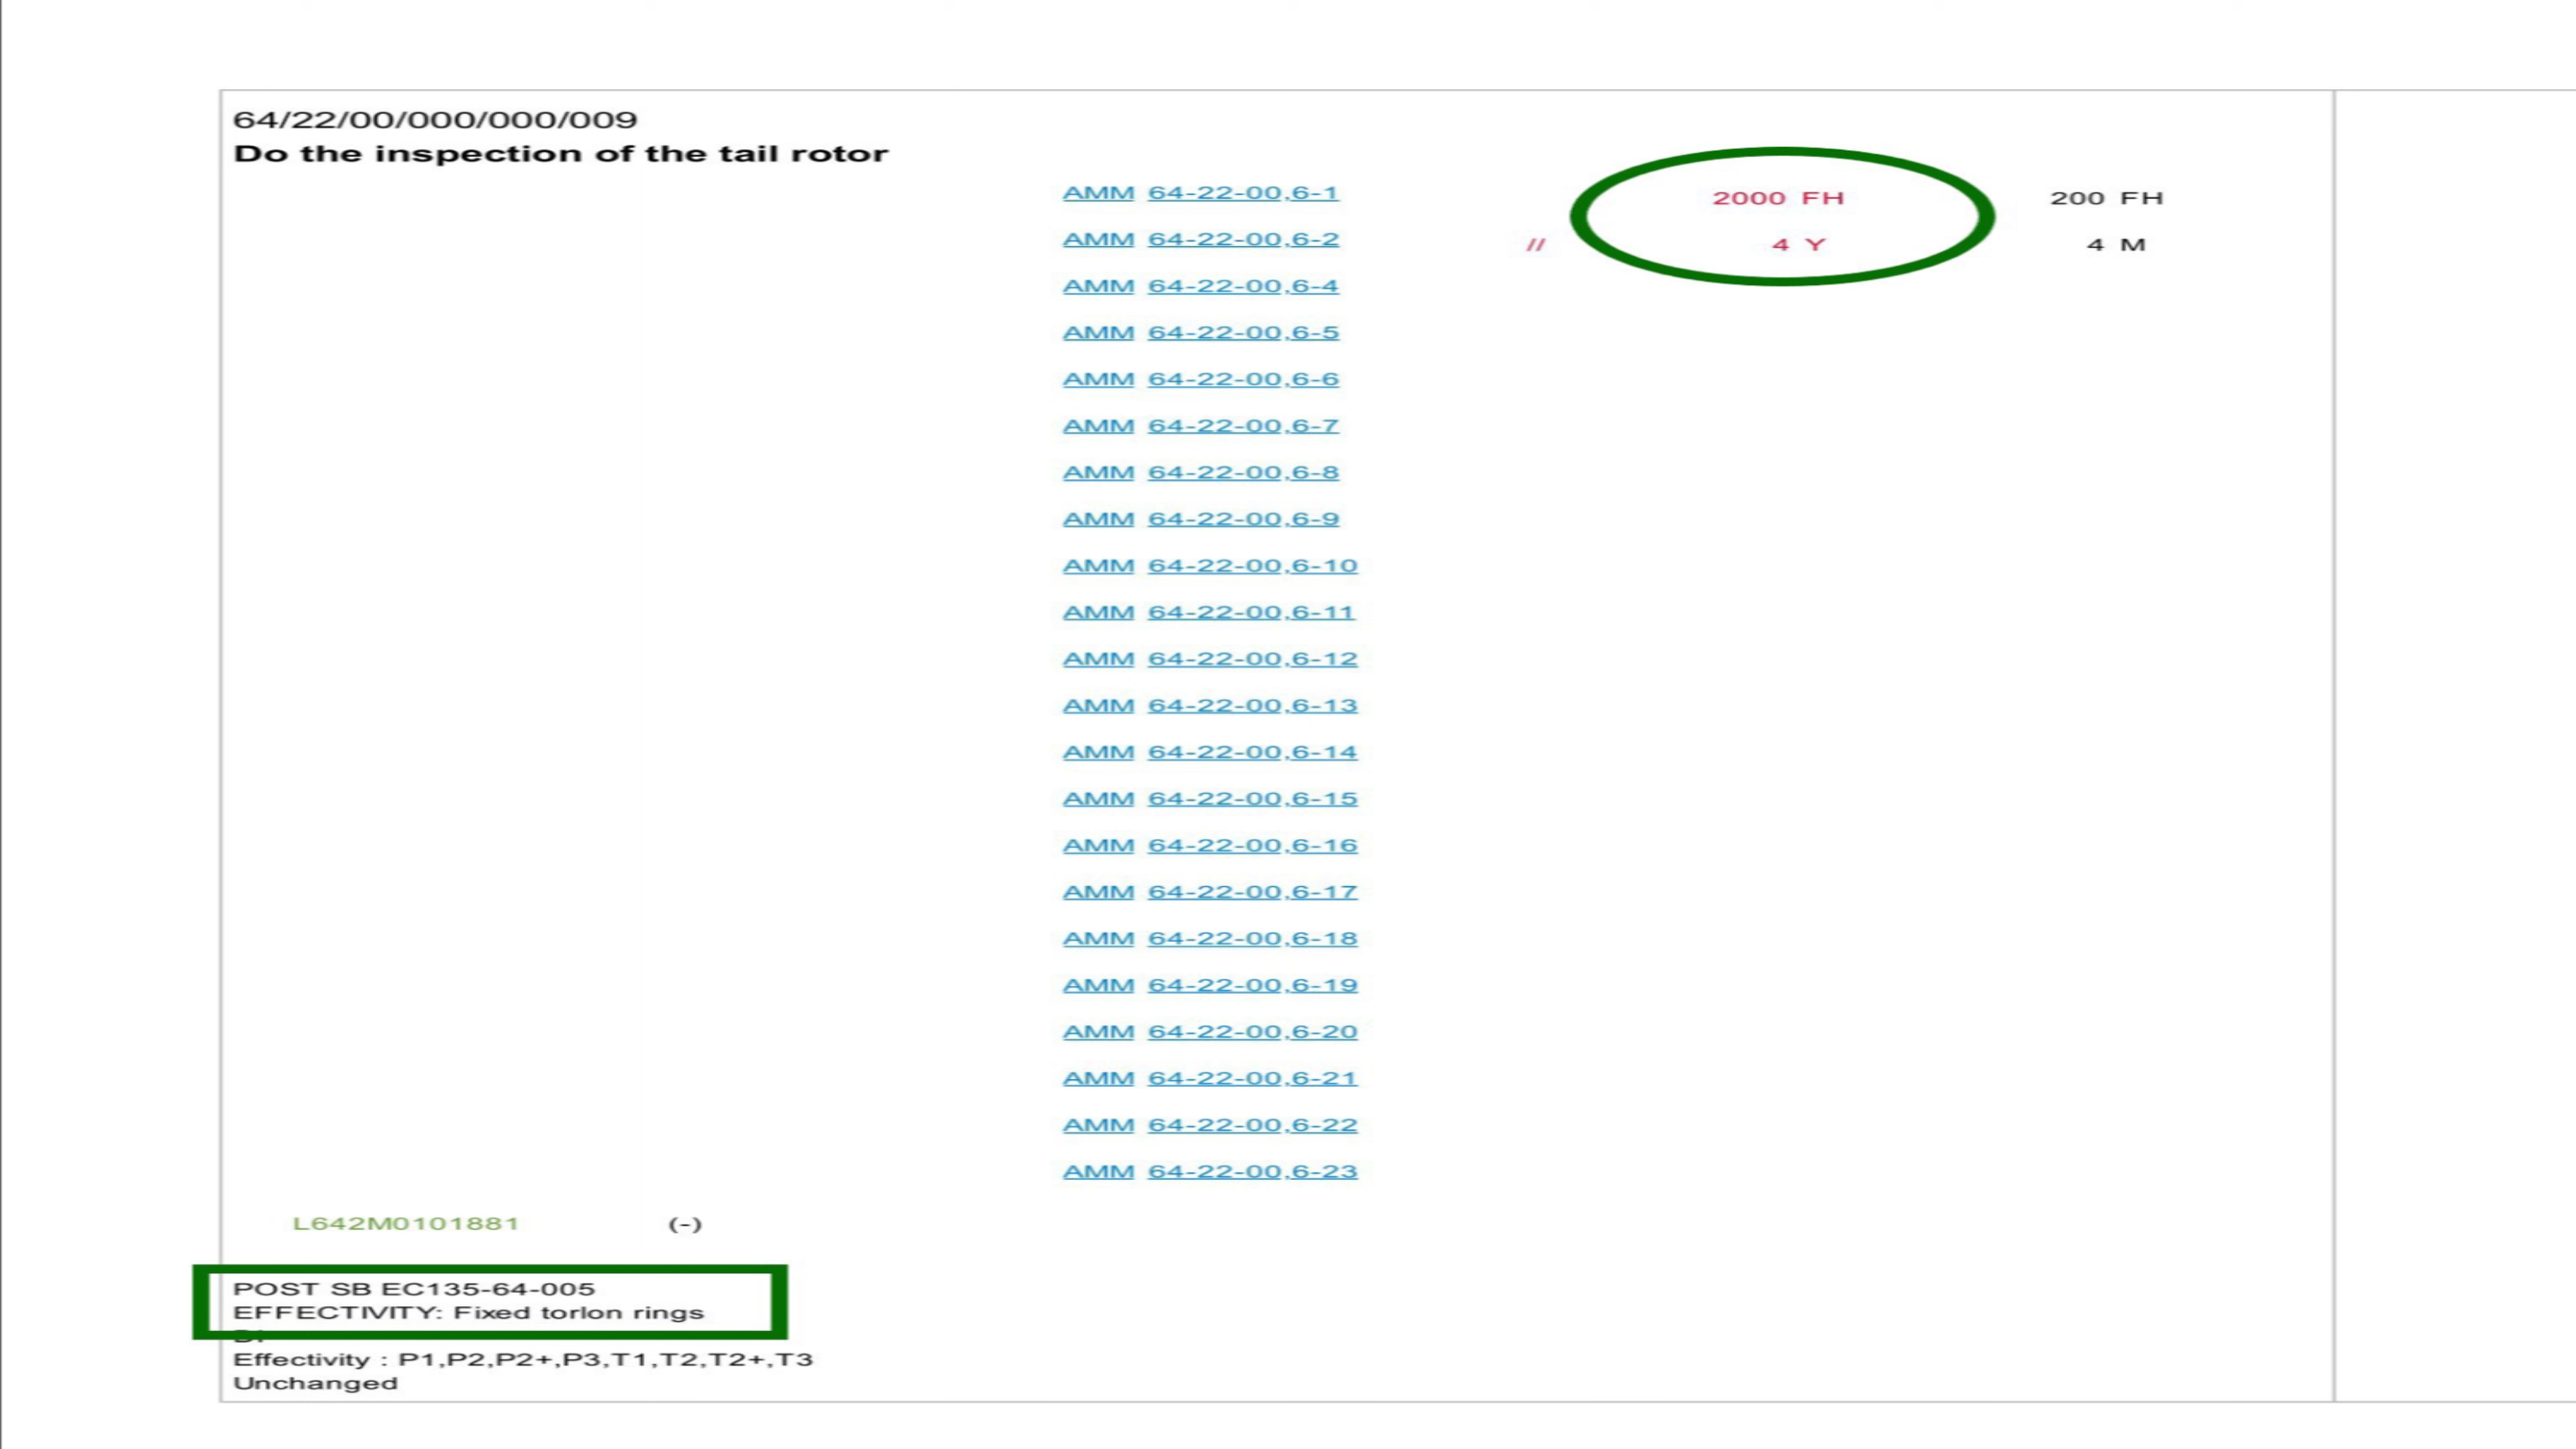 64/22/00/000/000/009
Do the inspection of the tail rotor
AMM 64-22-00,6-1 2000 FH 200 FH
AMM 64-22-00,6-2 // 4 Y 4 M
AMM 64-22-00,6-4
AMM 64-22-00,6-5
AMM 64-22-00,6-6
AMM 64-22-00,6-7
AMM 64-22-00,6-8
AMM 64-22-00,6-9
AMM 64-22-00,6-10
AMM 64-22-00,6-11
AMM 64-22-00,6-12
AMM 64-22-00,6-13
AMM 64-22-00,6-14
AMM 64-22-00,6-15
AMM 64-22-00,6-16
AMM 64-22-00,6-17
AMM 64-22-00,6-18
AMM 64-22-00,6-19
AMM 64-22-00,6-20
AMM 64-22-00,6-21
AMM 64-22-00,6-22
AMM 64-22-00,6-23
L642M0101881 (-)
POST SB EC135-64-005
EFFECTIVITY: Fixed torlon rings
Effectivity : P1,P2,P2+,P3,T1,T2,T2+,T3
Unchanged